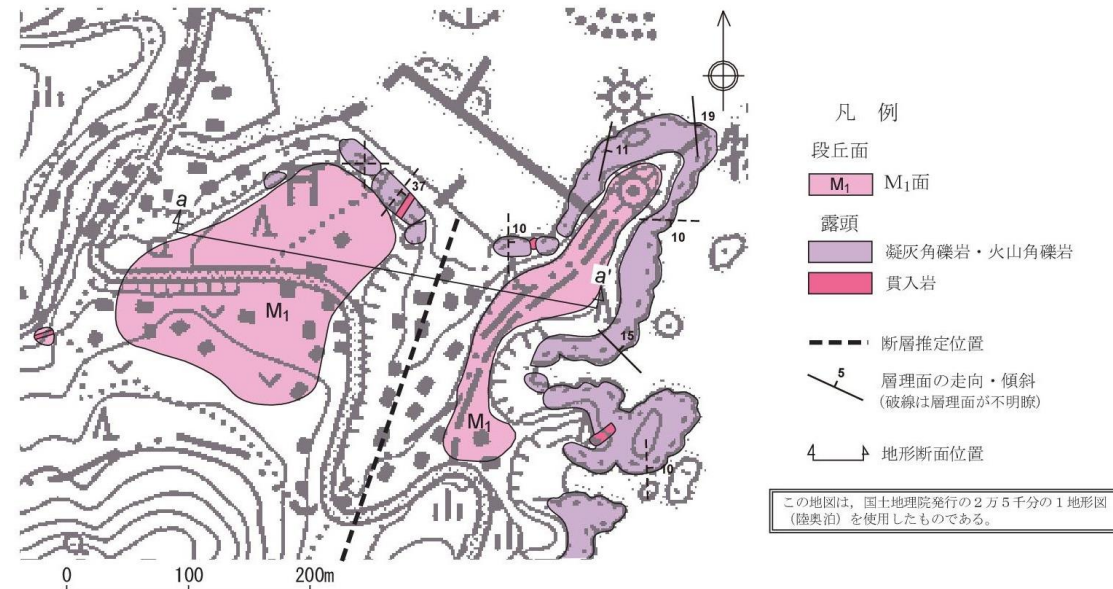 凡 例
段丘面
M₁ M₁面
露頭
凝灰角礫岩・火山角礫岩
貫入岩
断層推定位置
5 層理面の走向・傾斜
(破線は層理面が不明瞭)
地形断面位置
この地図は，国土地理院発行の2万5千分の1地形図
（陸奥泊）を使用したものである。
19
11
37
a
10
10
a'
M₁
15
M₁
10
0 100 200m